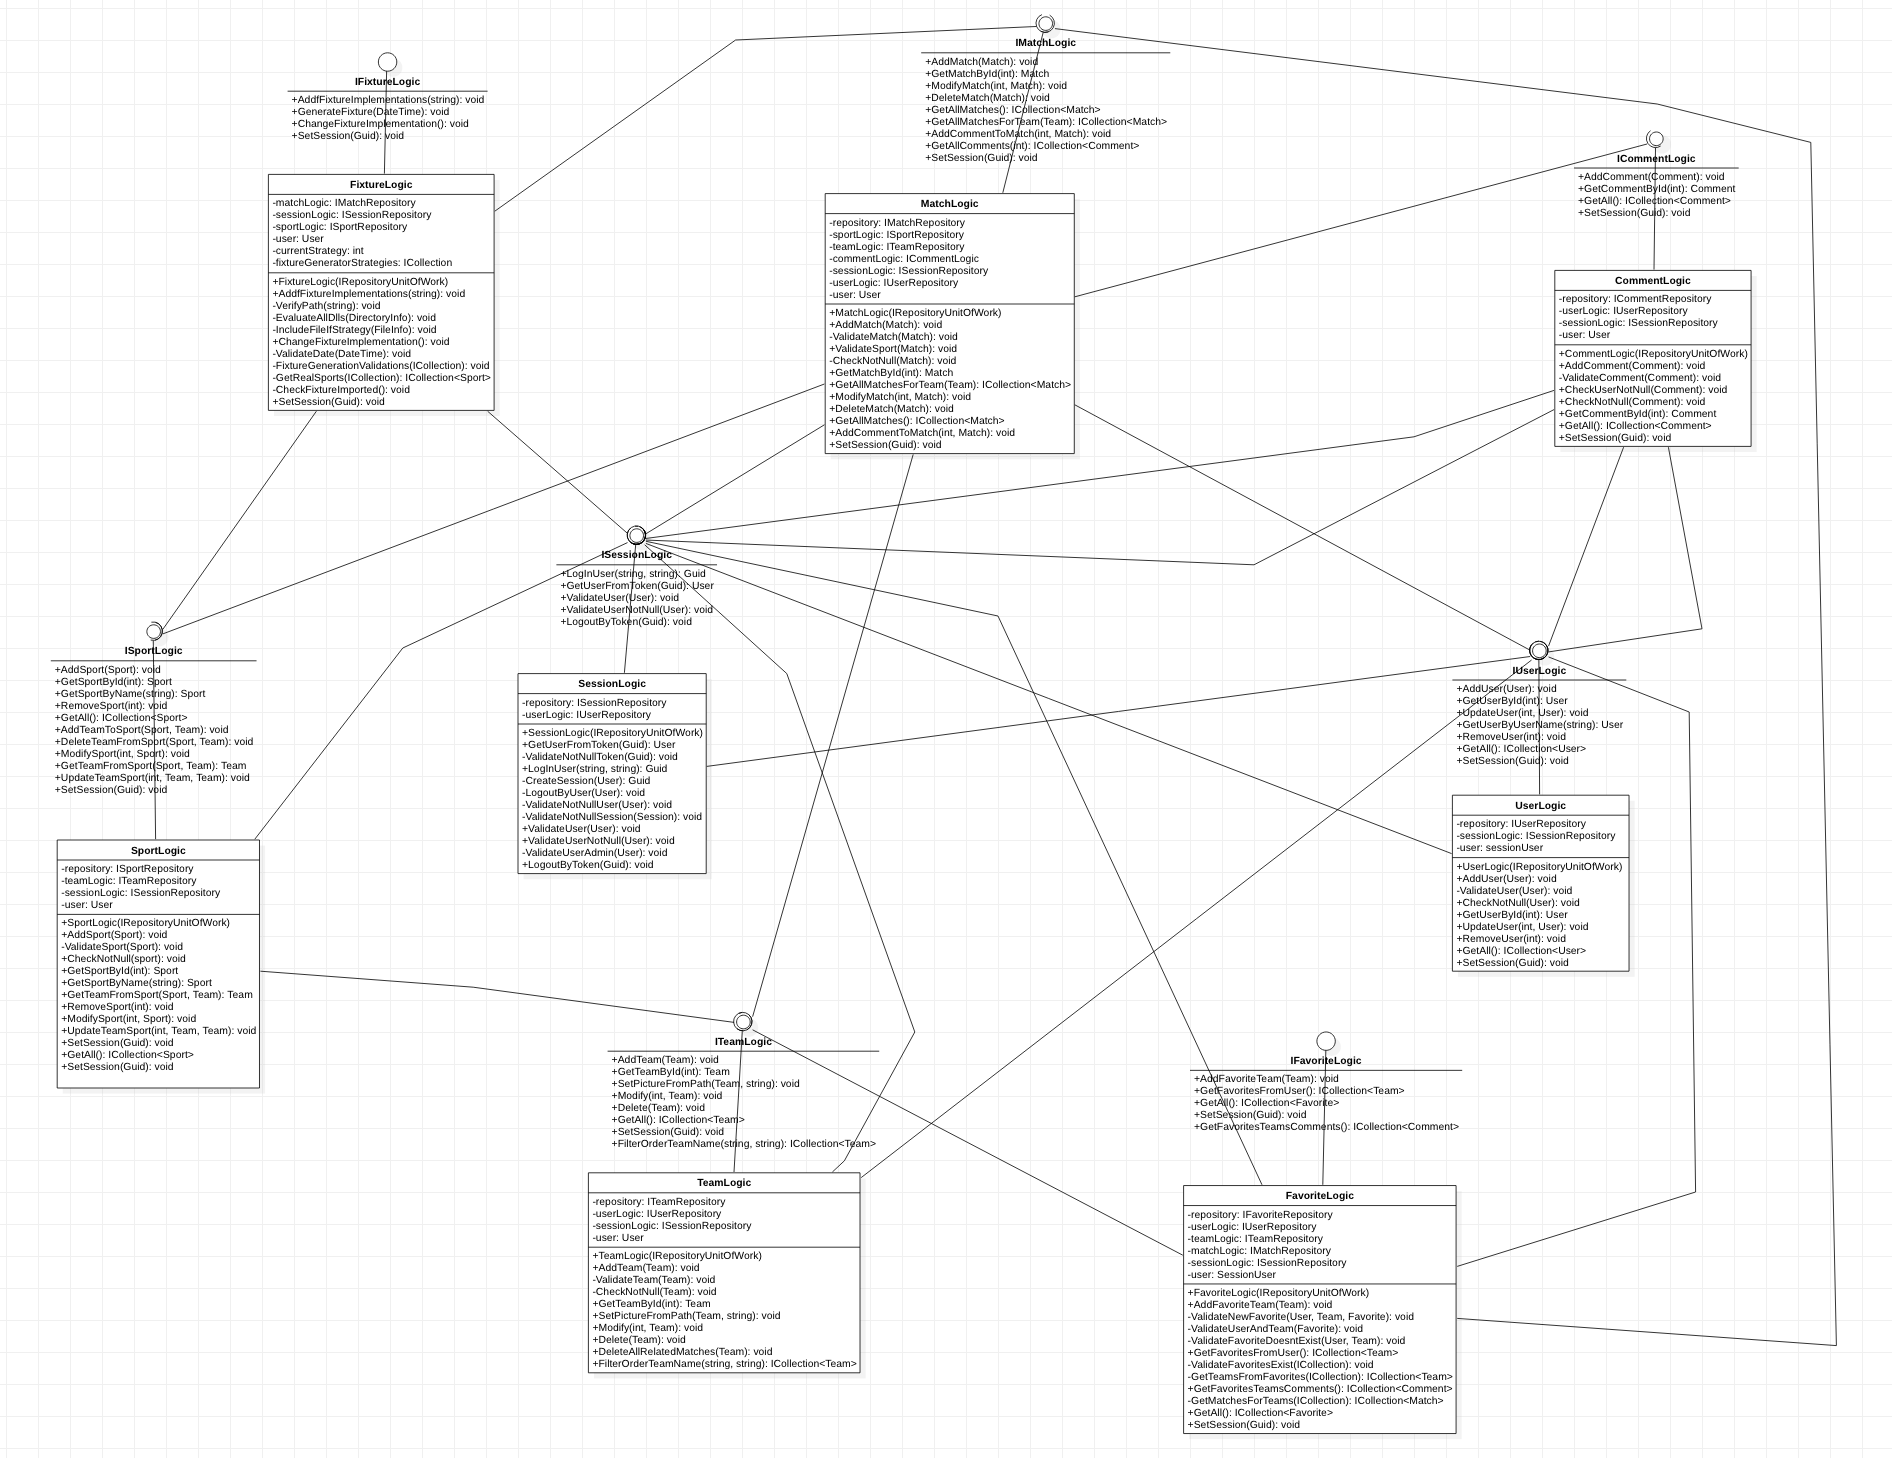 IMatchLogic
+AddMatch(Match): void
+GetMatchById(int): Match
+ModifyMatch(int, Match): void
+DeleteMatch(Match): void
+GetAllMatches(): ICollection<Match>
+GetAllMatchesForTeam(Team): ICollection<Match>
+AddCommentToMatch(int, Match): void
+GetAllComments(int): ICollection<Comment>
+SetSession(Guid): void
IFixtureLogic
+AddfFixtureImplementations(string): void
+GenerateFixture(DateTime): void
+ChangeFixtureImplementation(): void
+SetSession(Guid): void
ICommentLogic
+AddComment(Comment): void
+GetCommentById(int): Comment
+GetAll(): ICollection<Comment>
+SetSession(Guid): void
FixtureLogic
-matchLogic: IMatchRepository
-sessionLogic: ISessionRepository
-sportLogic: ISportRepository
-user: User
-currentStrategy: int
-fixtureGeneratorStrategies: ICollection
+FixtureLogic(IRepositoryUnitOfWork)
+AddfFixtureImplementations(string): void
-VerifyPath(string): void
-EvaluateAllDlls(DirectoryInfo): void
-IncludeFileIfStrategy(FileInfo): void
+ChangeFixtureImplementation(): void
-ValidateDate(DateTime): void
-FixtureGenerationValidations(ICollection): void
-GetRealSports(ICollection): ICollection<Sport>
-CheckFixtureImported(): void
+SetSession(Guid): void
MatchLogic
-repository: IMatchRepository
-sportLogic: ISportRepository
-teamLogic: ITeamRepository
-commentLogic: ICommentLogic
-sessionLogic: ISessionRepository
-userLogic: IUserRepository
-user: User
+MatchLogic(IRepositoryUnitOfWork)
+AddMatch(Match): void
-ValidateMatch(Match): void
+ValidateSport(Match): void
-CheckNotNull(Match): void
+GetMatchById(int): Match
+GetAllMatchesForTeam(Team): ICollection<Match>
+ModifyMatch(int, Match): void
+DeleteMatch(Match): void
+GetAllMatches(): ICollection<Match>
+AddCommentToMatch(int, Match): void
+SetSession(Guid): void
CommentLogic
-repository: ICommentRepository
-userLogic: IUserRepository
-sessionLogic: ISessionRepository
-user: User
+CommentLogic(IRepositoryUnitOfWork)
+AddComment(Comment): void
-ValidateComment(Comment): void
+CheckUserNotNull(Comment): void
+CheckNotNull(Comment): void
+GetCommentById(int): Comment
+GetAll(): ICollection<Comment>
+SetSession(Guid): void
ISessionLogic
+LogInUser(string, string): Guid
+GetUserFromToken(Guid): User
+ValidateUser(User): void
+ValidateUserNotNull(User): void
+LogoutByToken(Guid): void
ISportLogic
+AddSport(Sport): void
+GetSportById(int): Sport
+GetSportByName(string): Sport
+RemoveSport(int): void
+GetAll(): ICollection<Sport>
+AddTeamToSport(Sport, Team): void
+DeleteTeamFromSport(Sport, Team): void
+ModifySport(int, Sport): void
+GetTeamFromSport(Sport, Team): Team
+UpdateTeamSport(int, Team, Team): void
+SetSession(Guid): void
IUserLogic
+AddUser(User): void
+GetUserById(int): User
+UpdateUser(int, User): void
+GetUserByUserName(string): User
+RemoveUser(int): void
+GetAll(): ICollection<User>
+SetSession(Guid): void
SessionLogic
-repository: ISessionRepository
-userLogic: IUserRepository
+SessionLogic(IRepositoryUnitOfWork)
+GetUserFromToken(Guid): User
-ValidateNotNullToken(Guid): void
+LogInUser(string, string): Guid
-CreateSession(User): Guid
-LogoutByUser(User): void
-ValidateNotNullUser(User): void
-ValidateNotNullSession(Session): void
+ValidateUser(User): void
+ValidateUserNotNull(User): void
-ValidateUserAdmin(User): void
+LogoutByToken(Guid): void
UserLogic
-repository: IUserRepository
-sessionLogic: ISessionRepository
-user: sessionUser
+UserLogic(IRepositoryUnitOfWork)
+AddUser(User): void
-ValidateUser(User): void
+CheckNotNull(User): void
+GetUserById(int): User
+UpdateUser(int, User): void
+RemoveUser(int): void
+GetAll(): ICollection<User>
+SetSession(Guid): void
SportLogic
-repository: ISportRepository
-teamLogic: ITeamRepository
-sessionLogic: ISessionRepository
-user: User
+SportLogic(IRepositoryUnitOfWork)
+AddSport(Sport): void
-ValidateSport(Sport): void
+CheckNotNull(sport): void
+GetSportById(int): Sport
+GetSportByName(string): Sport
+GetTeamFromSport(Sport, Team): Team
+RemoveSport(int): void
+ModifySport(int, Sport): void
+UpdateTeamSport(int, Team, Team): void
+SetSession(Guid): void
+GetAll(): ICollection<Sport>
+SetSession(Guid): void
ITeamLogic
+AddTeam(Team): void
+GetTeamById(int): Team
+SetPictureFromPath(Team, string): void
+Modify(int, Team): void
+Delete(Team): void
+GetAll(): ICollection<Team>
+SetSession(Guid): void
+FilterOrderTeamName(string, string): ICollection<Team>
IFavoriteLogic
+AddFavoriteTeam(Team): void
+GetFavoritesFromUser(): ICollection<Team>
+GetAll(): ICollection<Favorite>
+SetSession(Guid): void
+GetFavoritesTeamsComments(): ICollection<Comment>
TeamLogic
-repository: ITeamRepository
-userLogic: IUserRepository
-sessionLogic: ISessionRepository
-user: User
+TeamLogic(IRepositoryUnitOfWork)
+AddTeam(Team): void
-ValidateTeam(Team): void
-CheckNotNull(Team): void
+GetTeamById(int): Team
+SetPictureFromPath(Team, string): void
+Modify(int, Team): void
+Delete(Team): void
+DeleteAllRelatedMatches(Team): void
+FilterOrderTeamName(string, string): ICollection<Team>
FavoriteLogic
-repository: IFavoriteRepository
-userLogic: IUserRepository
-teamLogic: ITeamRepository
-matchLogic: IMatchRepository
-sessionLogic: ISessionRepository
-user: SessionUser
+FavoriteLogic(IRepositoryUnitOfWork)
+AddFavoriteTeam(Team): void
-ValidateNewFavorite(User, Team, Favorite): void
-ValidateUserAndTeam(Favorite): void
-ValidateFavoriteDoesntExist(User, Team): void
+GetFavoritesFromUser(): ICollection<Team>
-ValidateFavoritesExist(ICollection): void
-GetTeamsFromFavorites(ICollection): ICollection<Team>
+GetFavoritesTeamsComments(): ICollection<Comment>
-GetMatchesForTeams(ICollection): ICollection<Match>
+GetAll(): ICollection<Favorite>
+SetSession(Guid): void